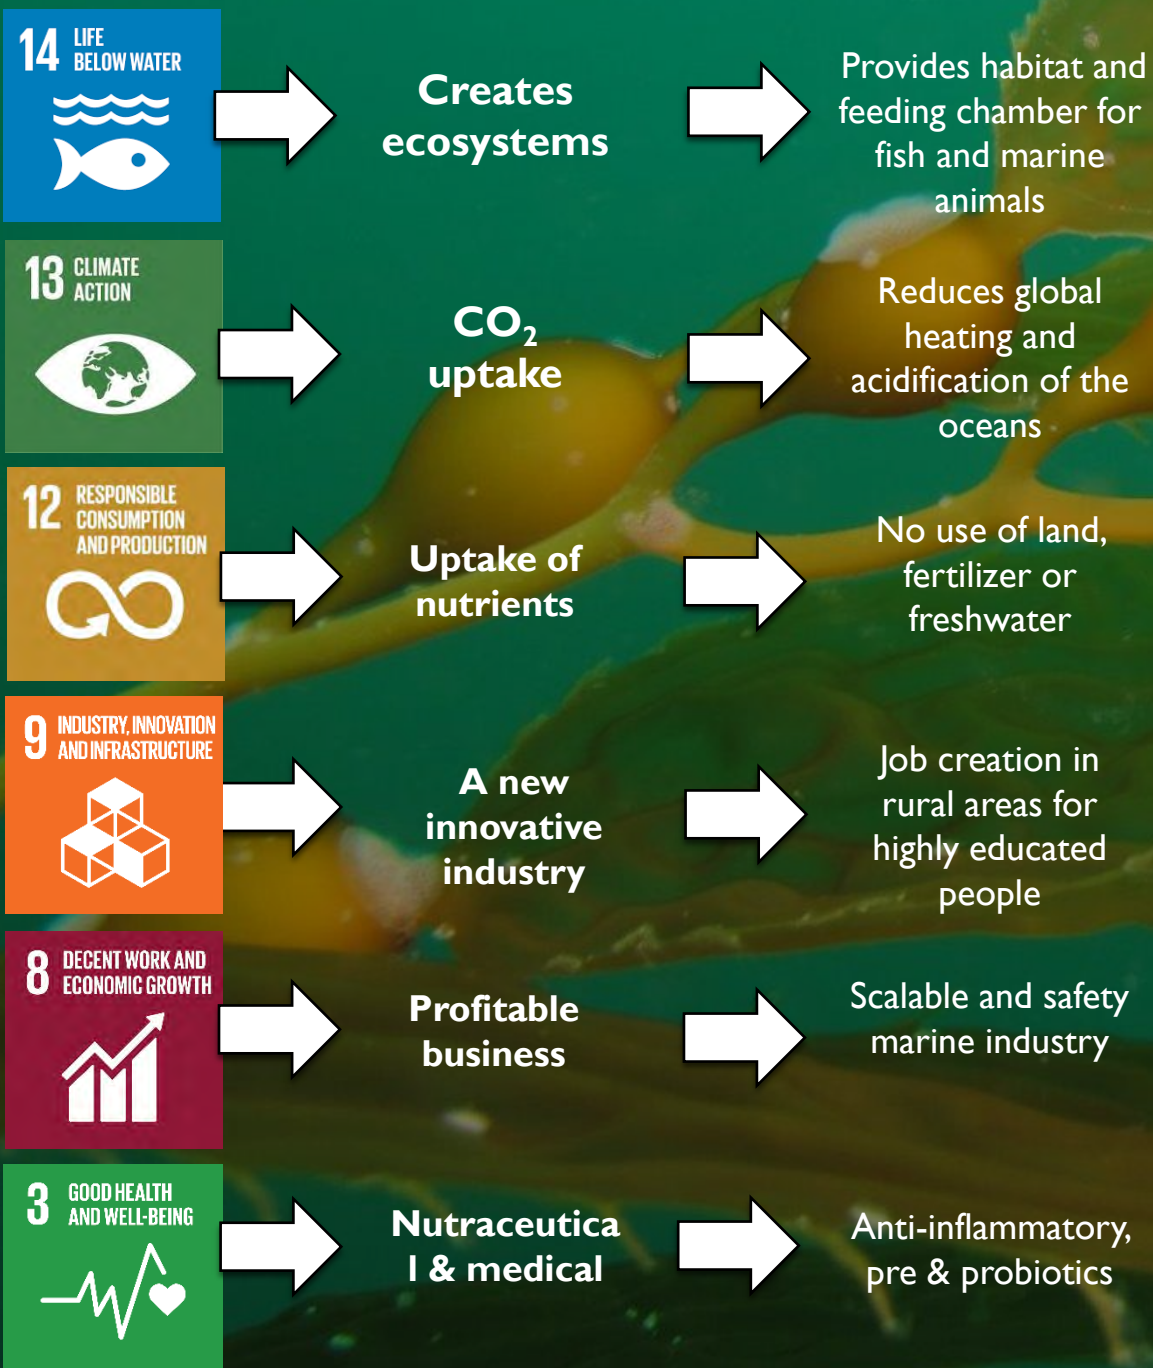 14 LIFE
BELOW WATER
Creates
ecosystems
Provides habitat and
feeding chamber for
fish and marine
animals
13 CLIMATE
ACTION
CO₂
uptake
Reduces global
heating and
acidification of the
oceans
12 RESPONSIBLE
CONSUMPTION
AND PRODUCTION
Uptake of
nutrients
No use of land,
fertilizer or
freshwater
9 INDUSTRY, INNOVATION
AND INFRASTRUCTURE
A new
innovative
industry
Job creation in
rural areas for
highly educated
people
8 DECENT WORK AND
ECONOMIC GROWTH
Profitable
business
Scalable and safety
marine industry
3 GOOD HEALTH
AND WELL-BEING
Nutraceutica
l & medical
Anti-inflammatory,
pre & probiotics